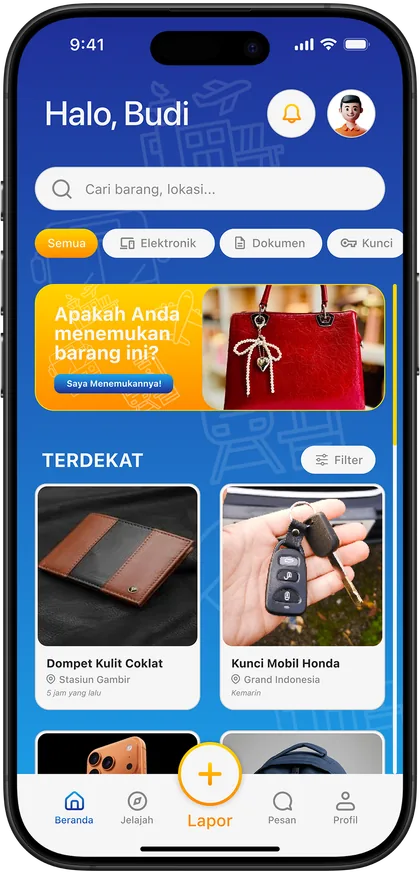 9:41
Halo, Budi
Cari barang, lokasi...
Semua
Elektronik
Dokumen
Kunci
Apakah Anda
menemukan
barang ini?
Saya Menemukannya!
TERDEKAT
Filter
Dompet Kulit Coklat
Stasiun Gambir
5 jam yang lalu
Kunci Mobil Honda
Grand Indonesia
Kemarin
Beranda
Jelajah
Lapor
Pesan
Profil